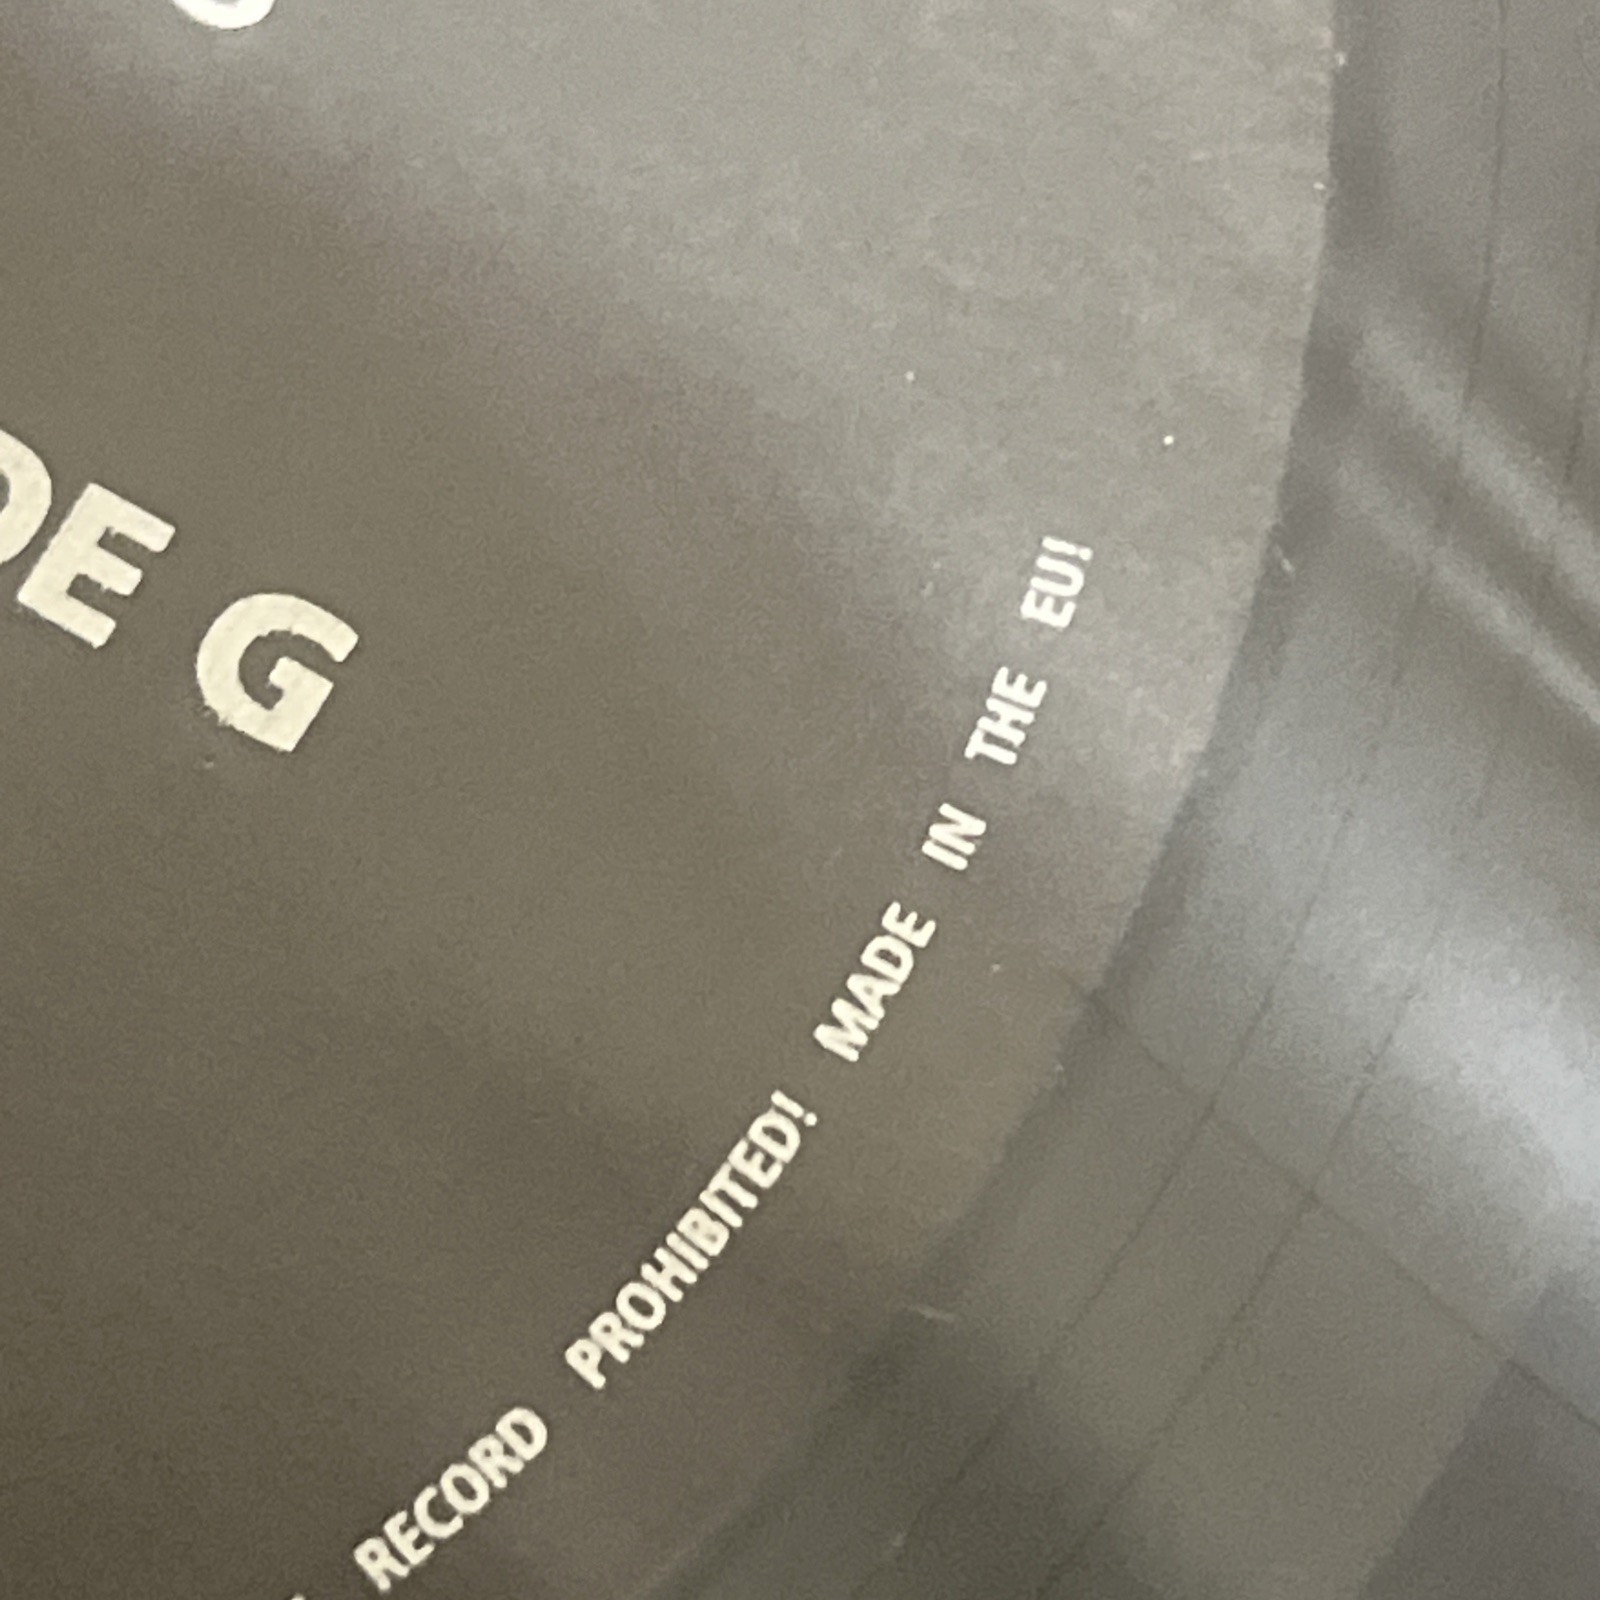 DE G
RECORD PROHIBITED! MADE IN THE EU!